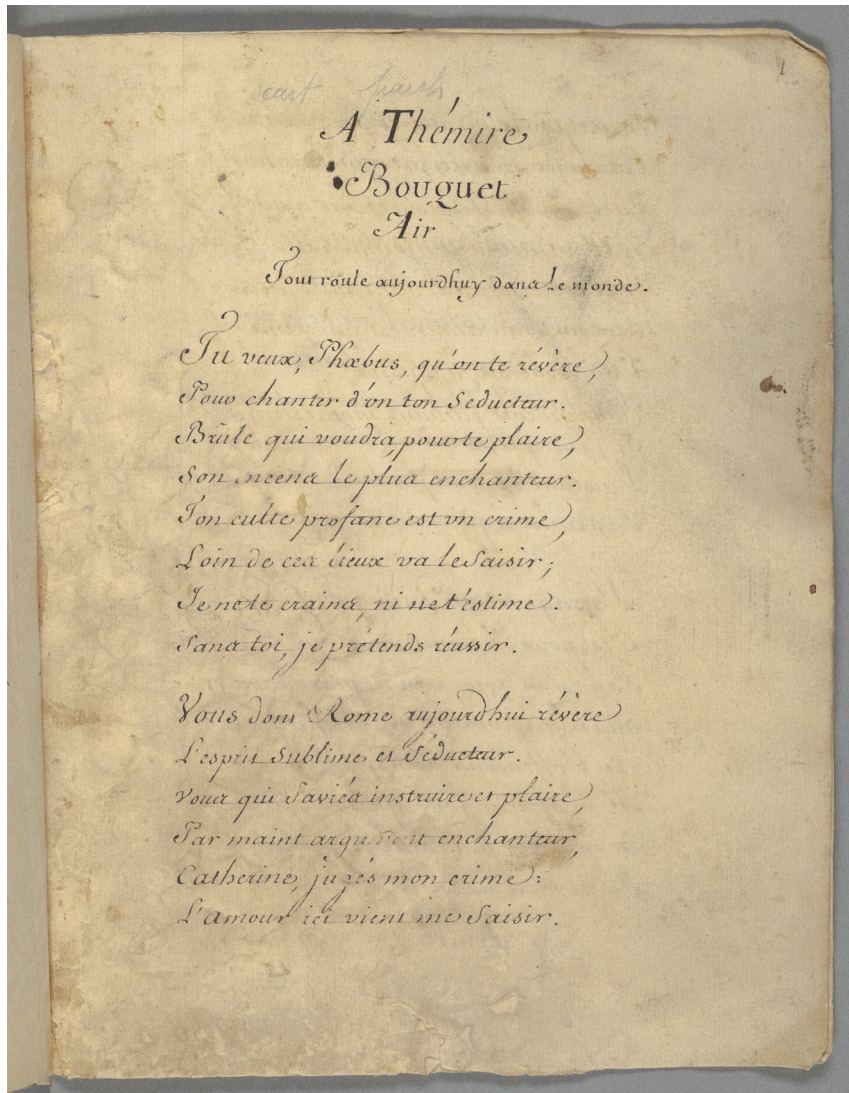 1
A Thémire
Bouquet
Air
Tout roule aujourdhuy dans Le monde.
Tu veux, Phœbus, qu'on te révère,
Pour chanter d'un ton Seducteur.
Brûle qui voudra, pour te plaire,
Son encens le plus enchanteur.
Ton culte profane est un crime,
Loin de ces lieux va le Saisir;
Je ne te crains, ni ne t'éstime.
Sans toi, je prétends réussir.
Vous dont Rome aujourdhui révère
L'esprit Sublime et Séducteur.
Vous qui Saviés instruire et plaire,
Par maint argument enchanteur,
Catherine, jugés mon crime:
L'Amour ici vient me Saisir.